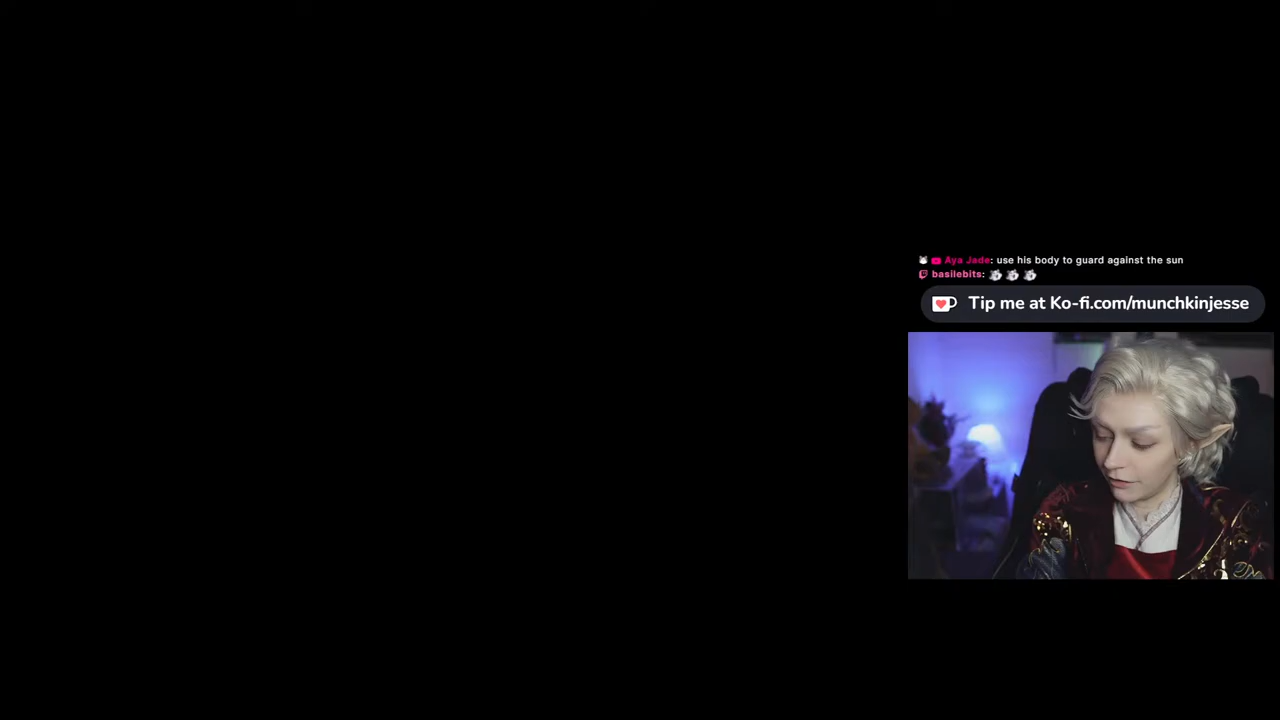 Aya Jade: use his body to guard against the sun
basilebits:
Tip me at Ko-fi.com/munchkinjesse